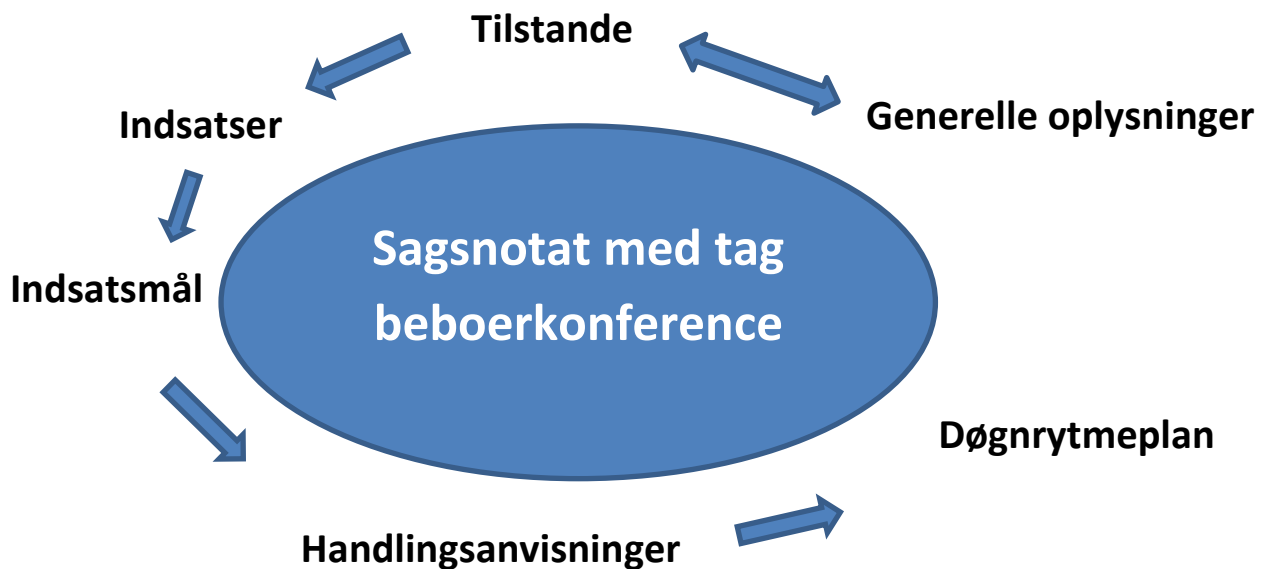 Tilstande
Generelle oplysninger
Indsatser
Sagsnotat med tag
beboerkonference
Indsatsmål
Døgnrytmeplan
Handlingsanvisninger